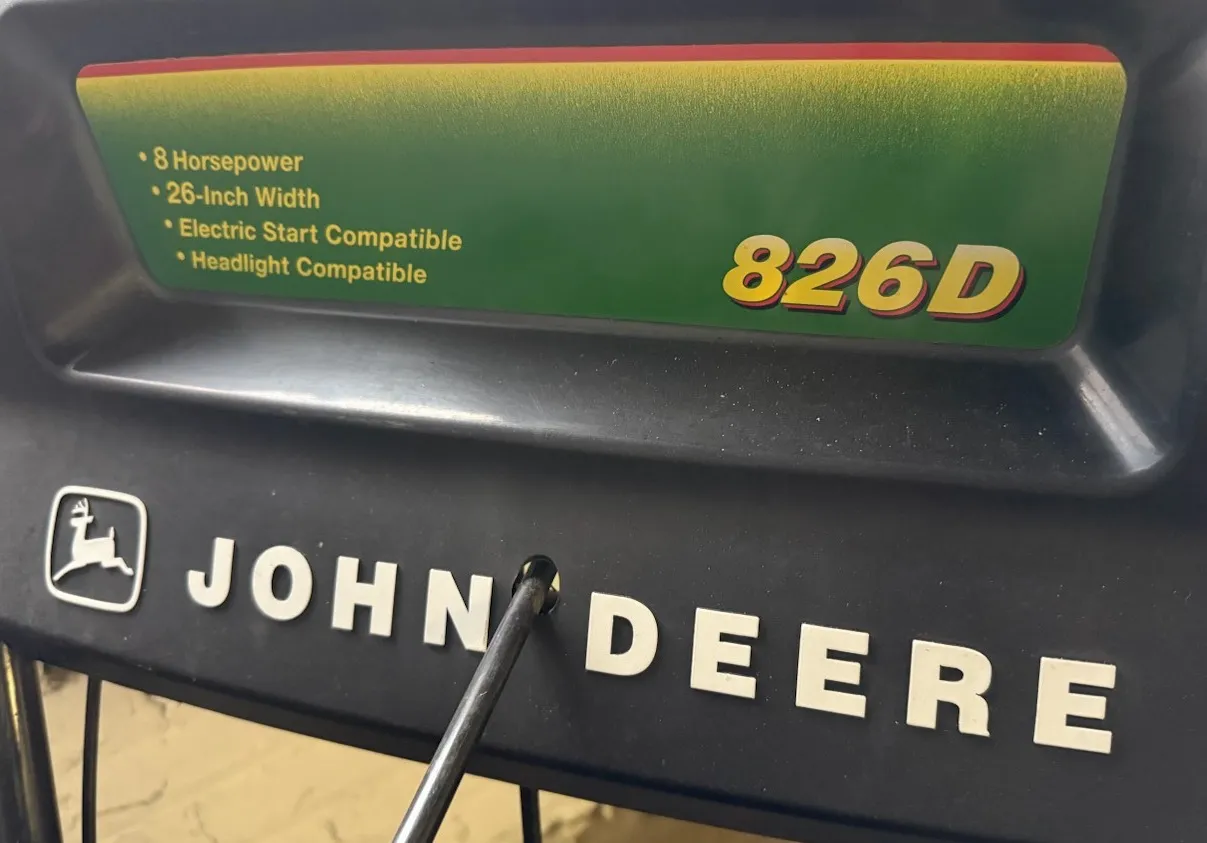 • 8 Horsepower
• 26-Inch Width
• Electric Start Compatible
• Headlight Compatible
826D
JOHN DEERE